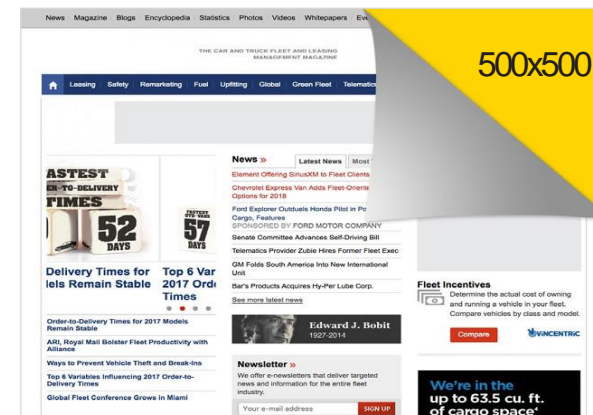 News Magazine Blogs Encyclopedia Statistics Photos Videos Whitepapers
THE CAR AND TRUCK FLEET AND LEASING
MANAGEMENT MAGAZINE
500x500
Leasing Safety Remarketing Fuel Upfitting Global Green Fleet
News »
Latest News Most
Element Offering SiriusXM to Fleet Clients
Chevrolet Express Van Adds
Options for 2018
Ford Explorer Outduels Honda Pilot in
Cargo, Features
SPONSORED BY FORD MOTOR COMPANY
Senate Committee Advances Self-Driving Bill
Telematics Provider Zubie Hires Former Fleet Exec
GM Folds South America Into New International
Unit
Bar's Products Acquires Hy-Per Lube Corp.
See more latest news
ASTEST
ER-TO-DELIVERY
TIMES
52
DAYS
FASTEST
57
DAYS
Delivery Times for
lels Remain Stable
Top 6 Var
2017 Orde
Times
Order-to-Delivery Times for 2017 Models
Remain Stable
ARI, Royal Mail Bolster Fleet Productivity with
Alliance
Ways to Prevent Vehicle Theft and Break-Ins
Top 6 Variables Influencing 2017 Order-to-
Delivery Times
Global Fleet Conference Grows in Miami
Edward J. Bobit
1927-2014
Newsletter »
We offer e-newsletters that deliver targeted
news and information for the entire fleet
industry.
Your e-mail address SIGN UP
Fleet Incentives
Determine the actual cost of owning
and running a vehicle in your fleet.
Compare vehicles by class and model.
Compare VINCENTRIC
We're in the
up to 63.5 cu. ft.
of cargo space*